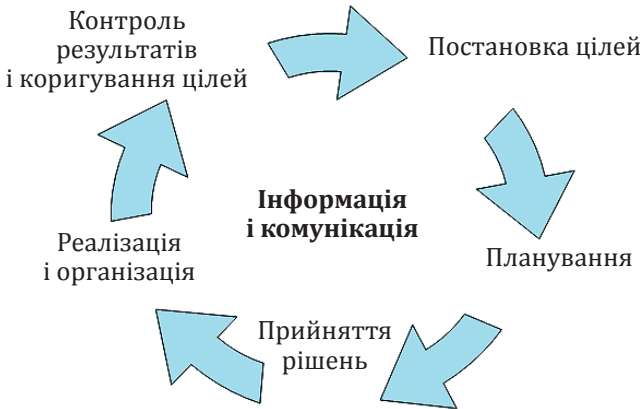 Контроль
результатів
і коригування цілей
Постановка цілей
Інформація
і комунікація
Планування
Реалізація
і організація
Прийняття
рішень